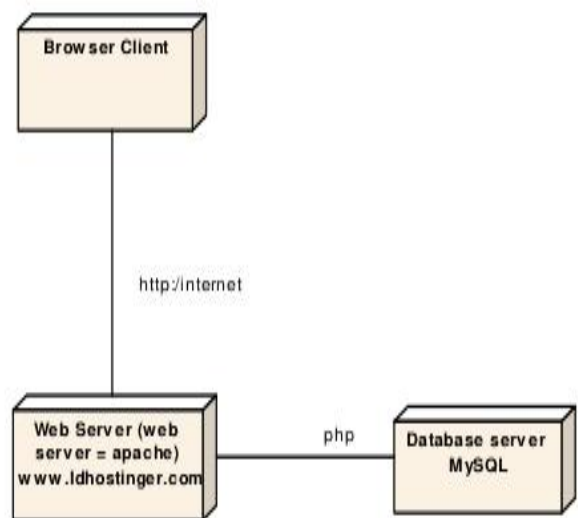 Browser Client
http:/internet
Web Server (web
server = apache)
www.ldhostinger.com
php
Database server
MySQL